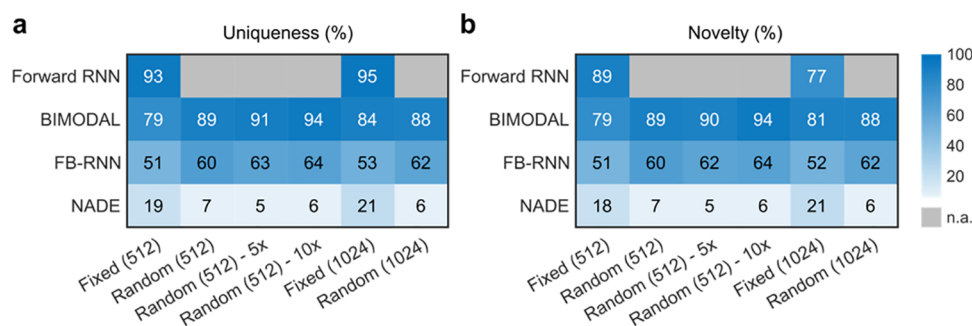 a
Uniqueness (%)
Forward RNN 93 95
BIMODAL 79 89 91 94 84 88
FB-RNN 51 60 63 64 53 62
NADE 19 7 5 6 21 6
Fixed (512)
Random (512)
Random (512) - 5x
Random (512) - 10x
Fixed (1024)
Random (1024)
b
Novelty (%)
Forward RNN 89 77
BIMODAL 79 89 90 94 81 88
FB-RNN 51 60 62 64 52 62
NADE 18 7 5 6 21 6
Fixed (512)
Random (512)
Random (512) - 5x
Random (512) - 10x
Fixed (1024)
Random (1024)
100
80
60
40
20
n.a.